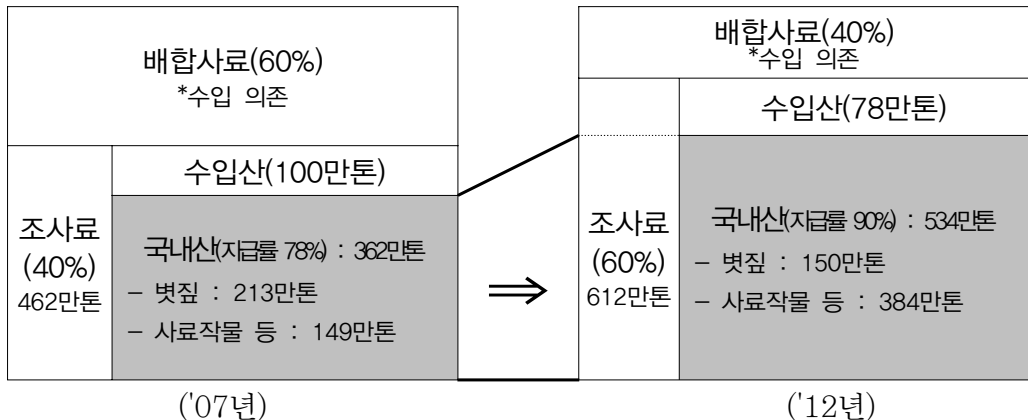 배합사료(60%)
*수입 의존
수입산(100만톤)
조사료
(40%)
462만톤
국내산(자급률 78%) : 362만톤
- 볏짚 : 213만톤
- 사료작물 등 : 149만톤
('07년)
⇒
배합사료(40%)
*수입 의존
수입산(78만톤)
조사료
(60%)
612만톤
국내산(자급률 90%) : 534만톤
- 볏짚 : 150만톤
- 사료작물 등 : 384만톤
('12년)